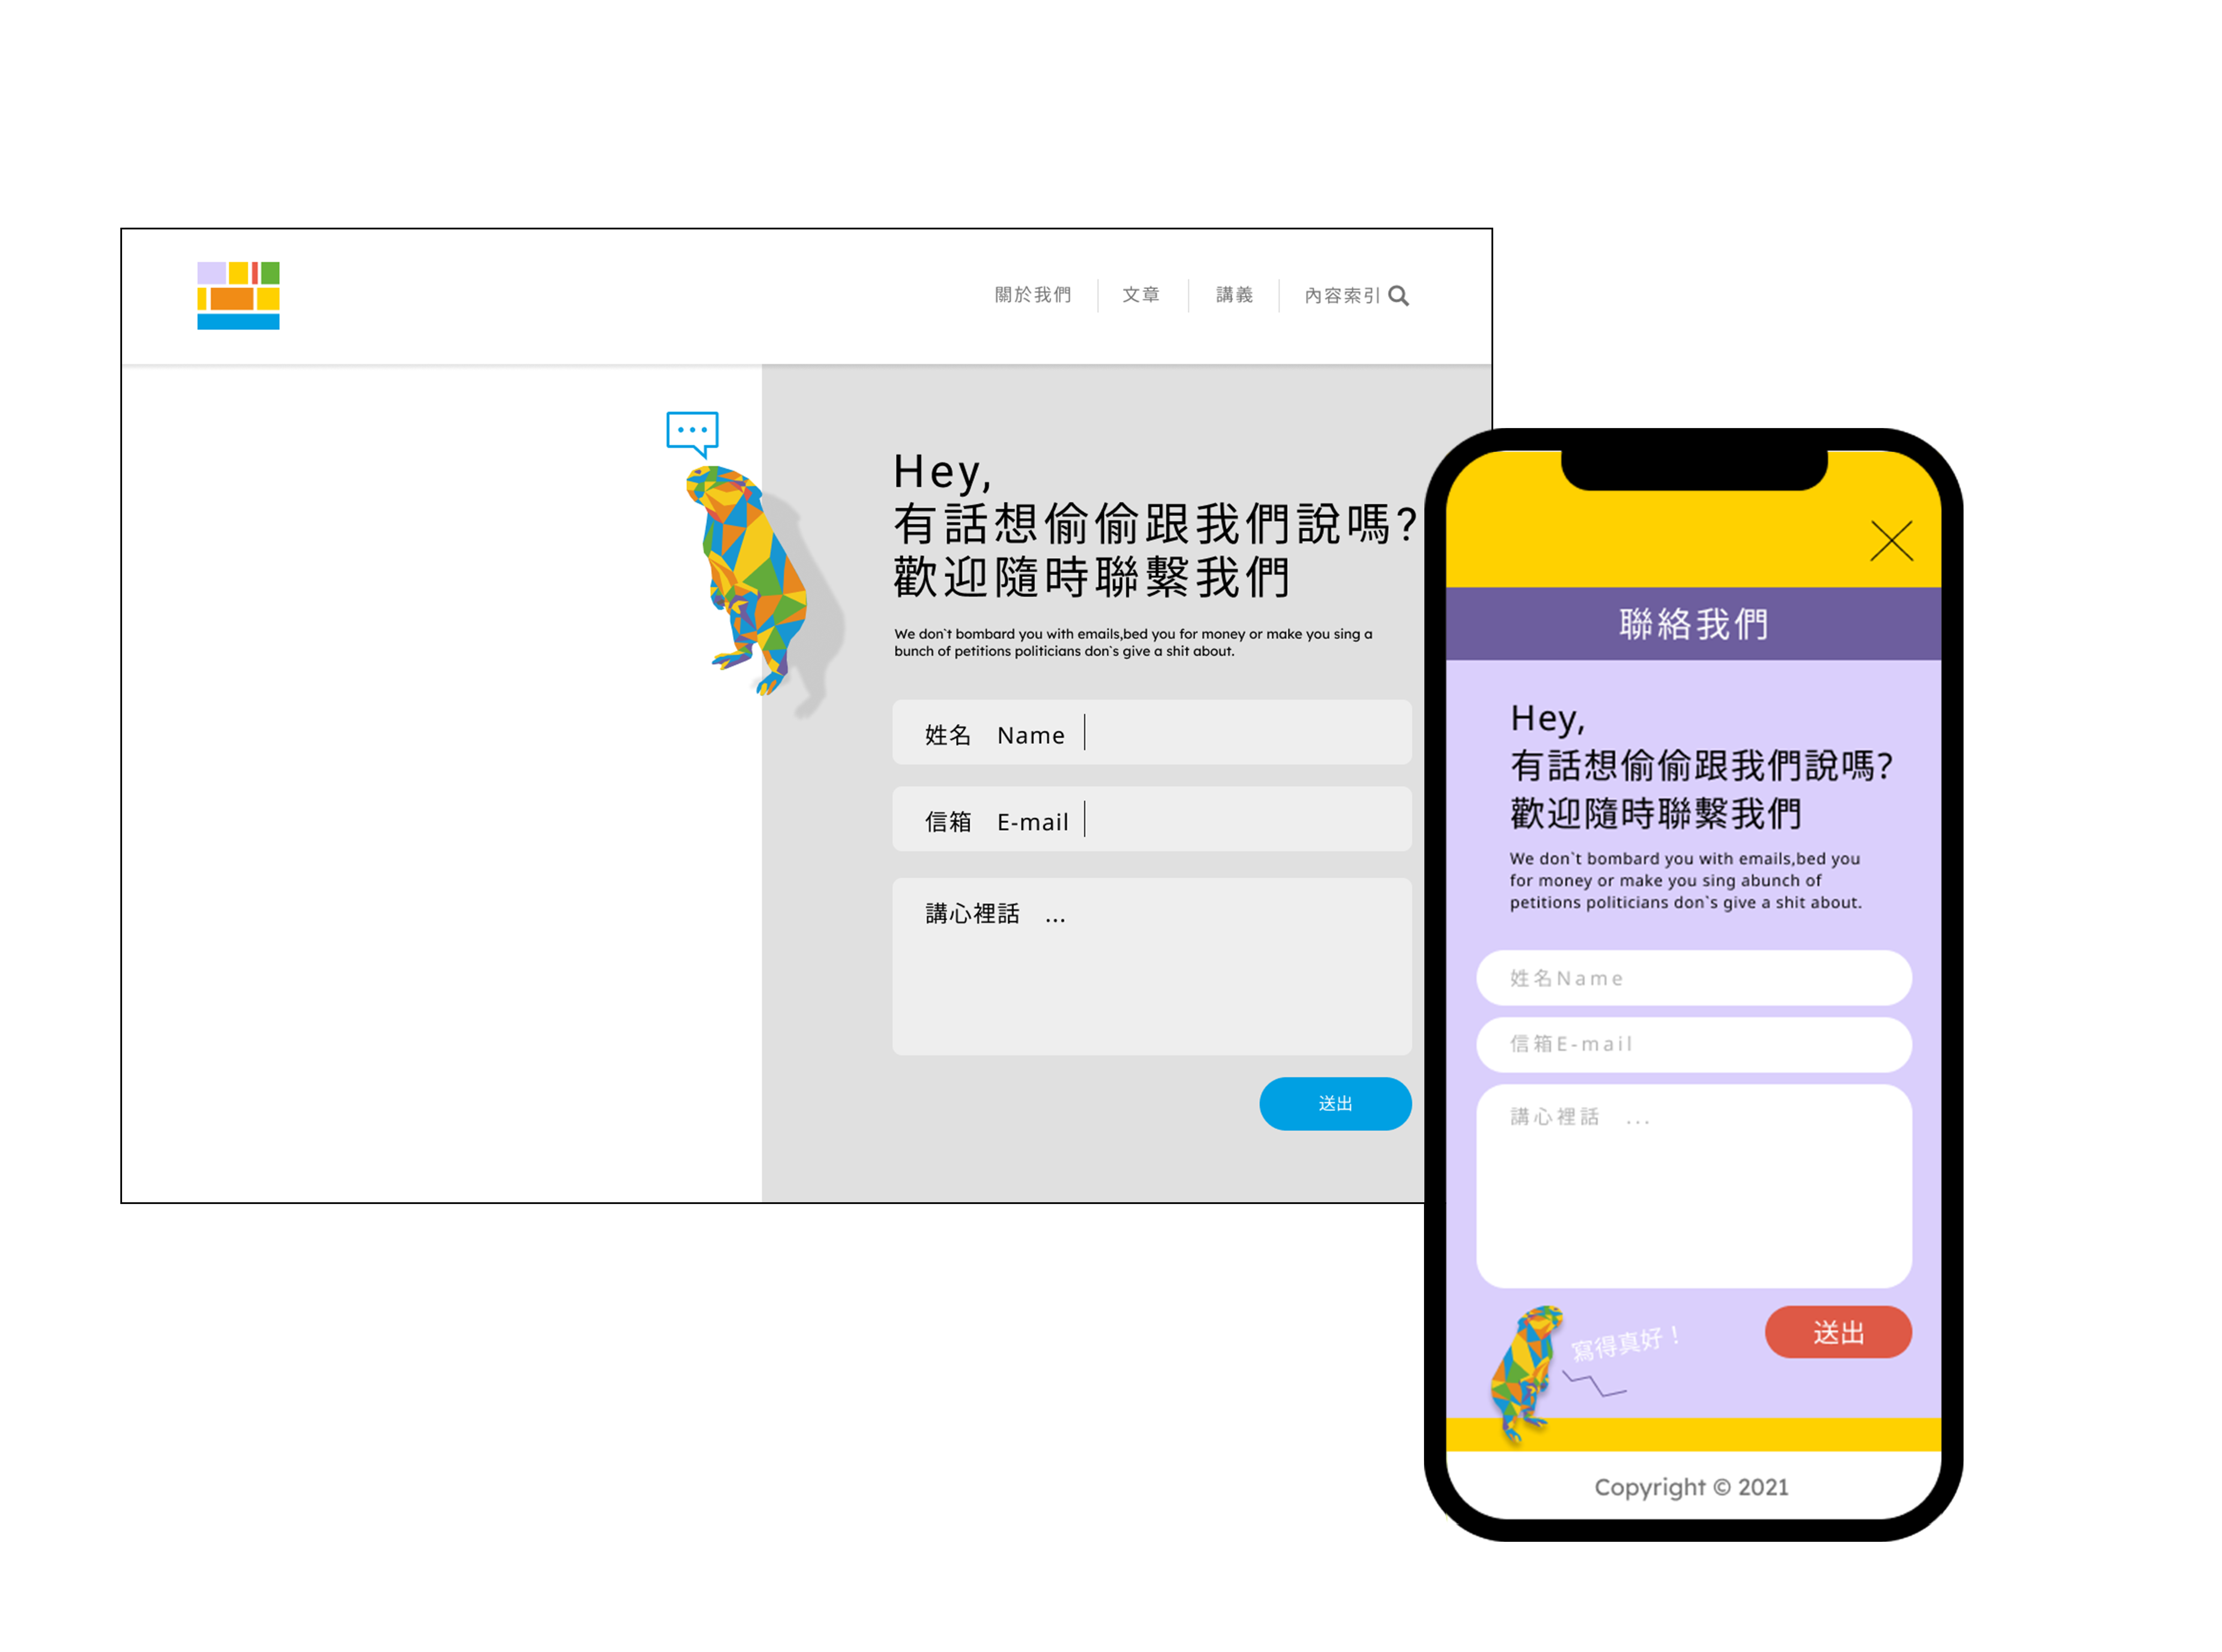 關於我們
文章
講義
內容索引
Hey,
有話想偷偷跟我們說嗎?
歡迎隨時聯繫我們
We don`t bombard you with emails,bed you for money or make you sing a
bunch of petitions politicians don`s give a shit about.
姓名 Name
信箱 E-mail
講心裡話 ...
送出
聯絡我們
Hey,
有話想偷偷跟我們說嗎?
歡迎隨時聯繫我們
We don`t bombard you with emails,bed you
for money or make you sing abunch of
petitions politicians don`s give a shit about.
姓名Name
信箱E-mail
講心裡話 ...
寫得真好！
送出
Copyright © 2021